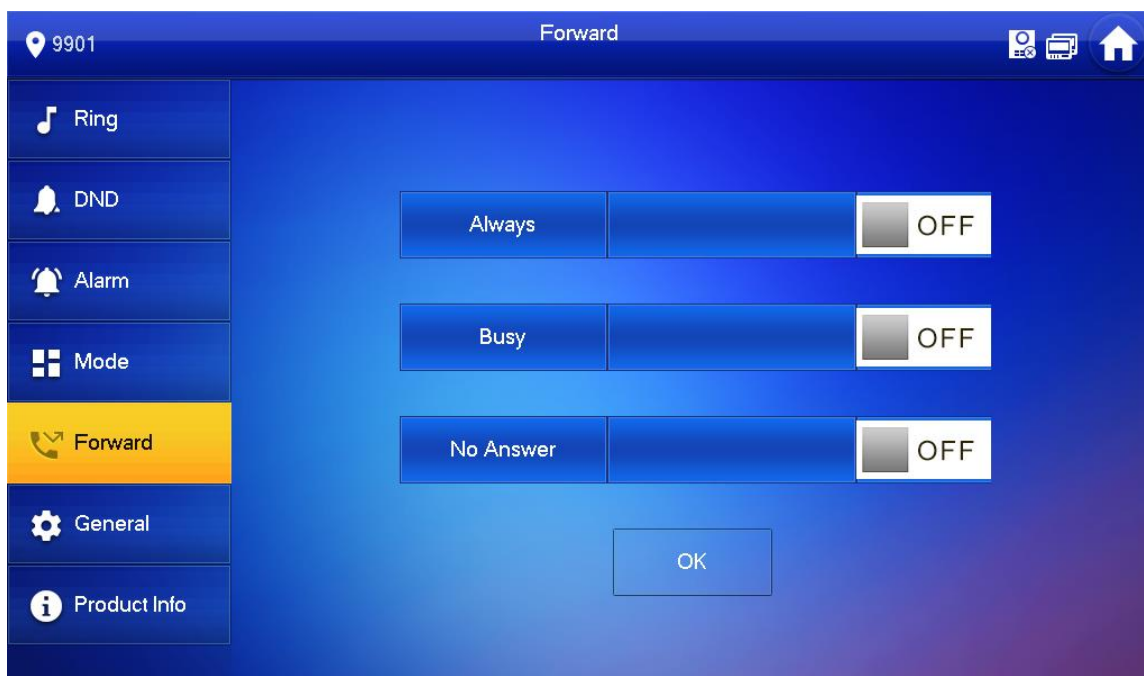 9901
Forward
Ring
DND
Alarm
Mode
Forward
General
Product Info
Always
OFF
Busy
OFF
No Answer
OFF
OK